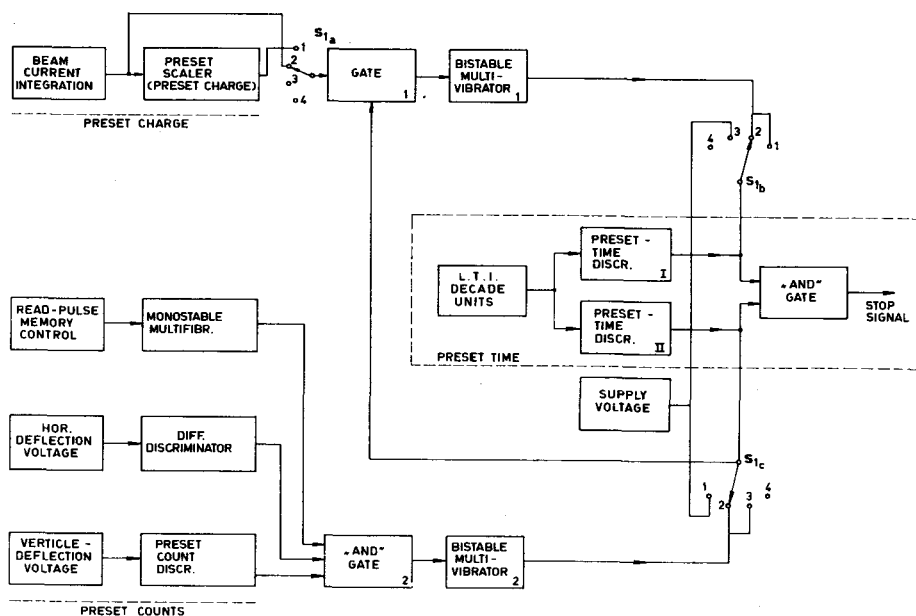 S1a
BEAM
CURRENT
INTEGRATION
PRESET
SCALER
(PRESET CHARGE)
1
2
3
4
GATE
1
BISTABLE
MULTI-
VIBRATOR
1
PRESET CHARGE
4
3
2
1
S1b
PRESET -
TIME
DISCR.
I
L.T.I.
DECADE
UNITS
„AND"
GATE
STOP
SIGNAL
PRESET -
TIME
DISCR.
II
PRESET TIME
READ-PULSE
MEMORY
CONTROL
MONOSTABLE
MULTIFIBR.
SUPPLY
VOLTAGE
HOR.
DEFLECTION
VOLTAGE
DIFF.
DISCRIMINATOR
S1c
1
2
3
4
VERTICLE-
DEFLECTION
VOLTAGE
PRESET
COUNT
DISCR.
„AND"
GATE
2
BISTABLE
MULTI-
VIBRATOR
2
PRESET COUNTS